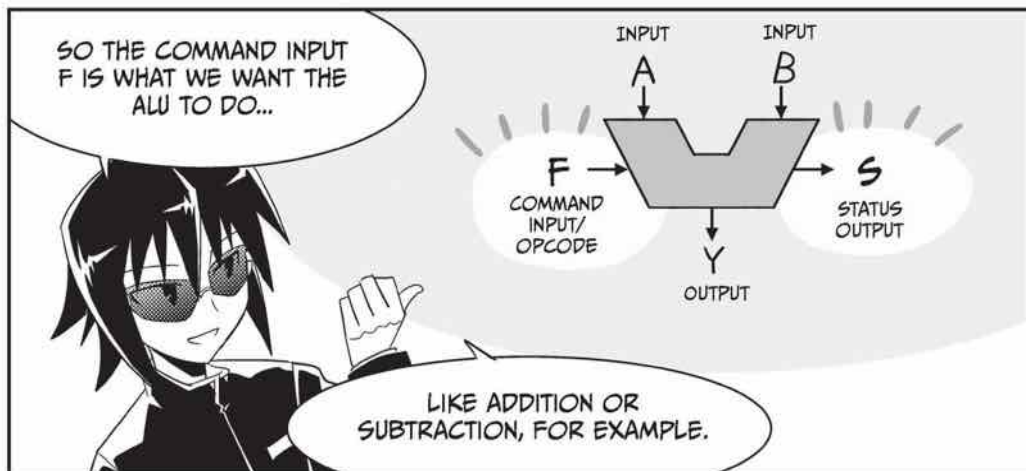 SO THE COMMAND INPUT
F IS WHAT WE WANT THE
ALU TO DO...
INPUT
INPUT
A
B
F
S
COMMAND
INPUT/
OPCODE
STATUS
OUTPUT
Y
OUTPUT
LIKE ADDITION OR
SUBTRACTION, FOR EXAMPLE.